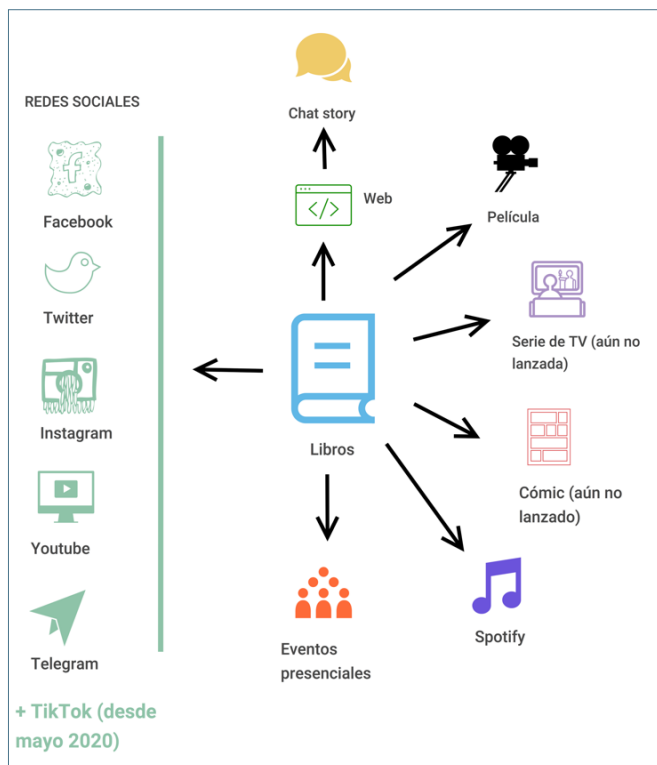 REDES SOCIALES
Facebook
Twitter
Instagram
Youtube
Telegram
+ TikTok (desde
mayo 2020)
Chat story
Web
Libros
Eventos
presenciales
Película
Serie de TV (aún no
lanzada)
Cómic (aún no
lanzado)
Spotify